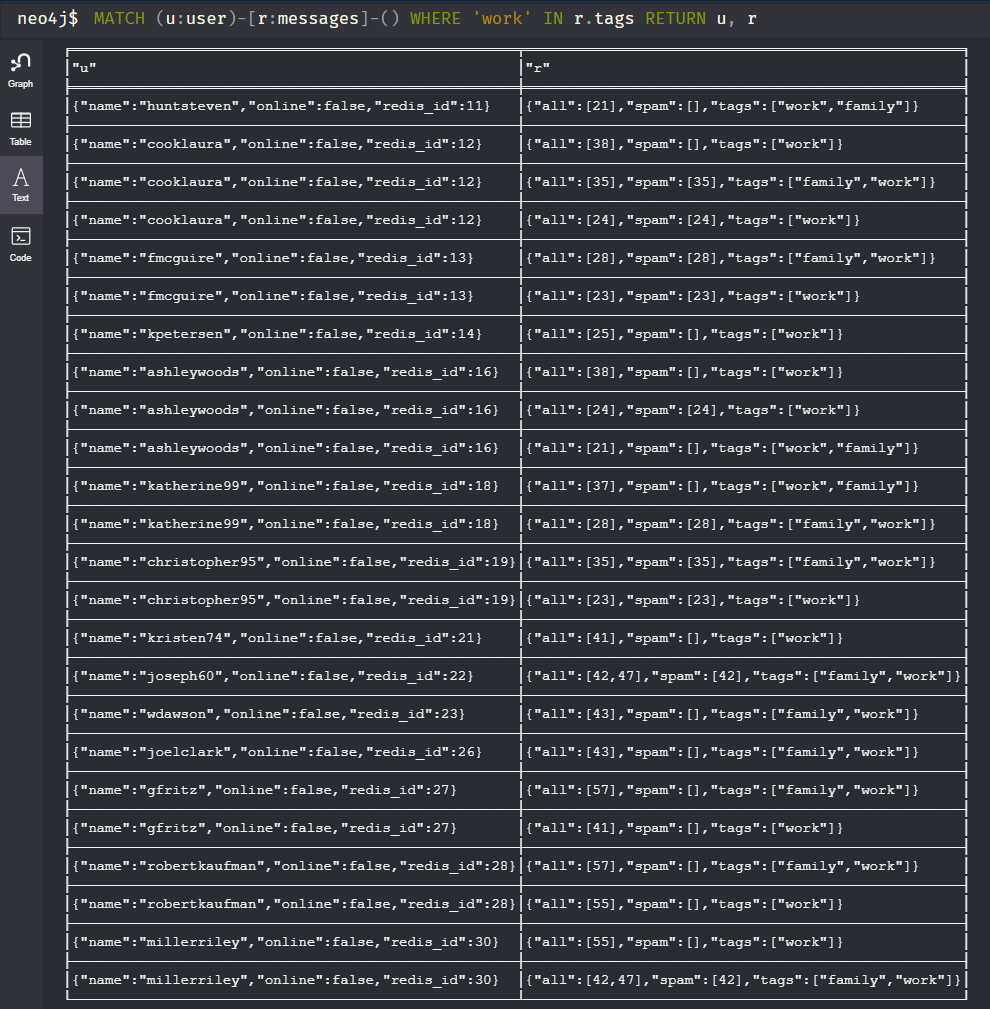 neo4j$ MATCH (u:user)-[r:messages]-() WHERE 'work' IN r.tags RETURN u, r
Graph
Table
Text
Code
"u" "r"
{"name":"huntsteven","online":false,"redis_id":11} {"all":[21],"spam":[],"tags":["work","family"]}
{"name":"cooklaura","online":false,"redis_id":12} {"all":[38],"spam":[],"tags":["work"]}
{"name":"cooklaura","online":false,"redis_id":12} {"all":[35],"spam":[35],"tags":["family","work"]}
{"name":"cooklaura","online":false,"redis_id":12} {"all":[24],"spam":[24],"tags":["work"]}
{"name":"fmcguire","online":false,"redis_id":13} {"all":[28],"spam":[28],"tags":["family","work"]}
{"name":"fmcguire","online":false,"redis_id":13} {"all":[23],"spam":[23],"tags":["work"]}
{"name":"kpetersen","online":false,"redis_id":14} {"all":[25],"spam":[],"tags":["work"]}
{"name":"ashleywoods","online":false,"redis_id":16} {"all":[38],"spam":[],"tags":["work"]}
{"name":"ashleywoods","online":false,"redis_id":16} {"all":[24],"spam":[24],"tags":["work"]}
{"name":"ashleywoods","online":false,"redis_id":16} {"all":[21],"spam":[],"tags":["work","family"]}
{"name":"katherine99","online":false,"redis_id":18} {"all":[37],"spam":[],"tags":["work","family"]}
{"name":"katherine99","online":false,"redis_id":18} {"all":[28],"spam":[28],"tags":["family","work"]}
{"name":"christopher95","online":false,"redis_id":19} {"all":[35],"spam":[35],"tags":["family","work"]}
{"name":"christopher95","online":false,"redis_id":19} {"all":[23],"spam":[23],"tags":["work"]}
{"name":"kristen74","online":false,"redis_id":21} {"all":[41],"spam":[],"tags":["work"]}
{"name":"joseph60","online":false,"redis_id":22} {"all":[42,47],"spam":[42],"tags":["family","work"]}
{"name":"wdawson","online":false,"redis_id":23} {"all":[43],"spam":[],"tags":["family","work"]}
{"name":"joelclark","online":false,"redis_id":26} {"all":[43],"spam":[],"tags":["family","work"]}
{"name":"gfritz","online":false,"redis_id":27} {"all":[57],"spam":[],"tags":["family","work"]}
{"name":"gfritz","online":false,"redis_id":27} {"all":[41],"spam":[],"tags":["work"]}
{"name":"robertkaufman","online":false,"redis_id":28} {"all":[57],"spam":[],"tags":["family","work"]}
{"name":"robertkaufman","online":false,"redis_id":28} {"all":[55],"spam":[],"tags":["work"]}
{"name":"millerriley","online":false,"redis_id":30} {"all":[55],"spam":[],"tags":["work"]}
{"name":"millerriley","online":false,"redis_id":30} {"all":[42,47],"spam":[42],"tags":["family","work"]}